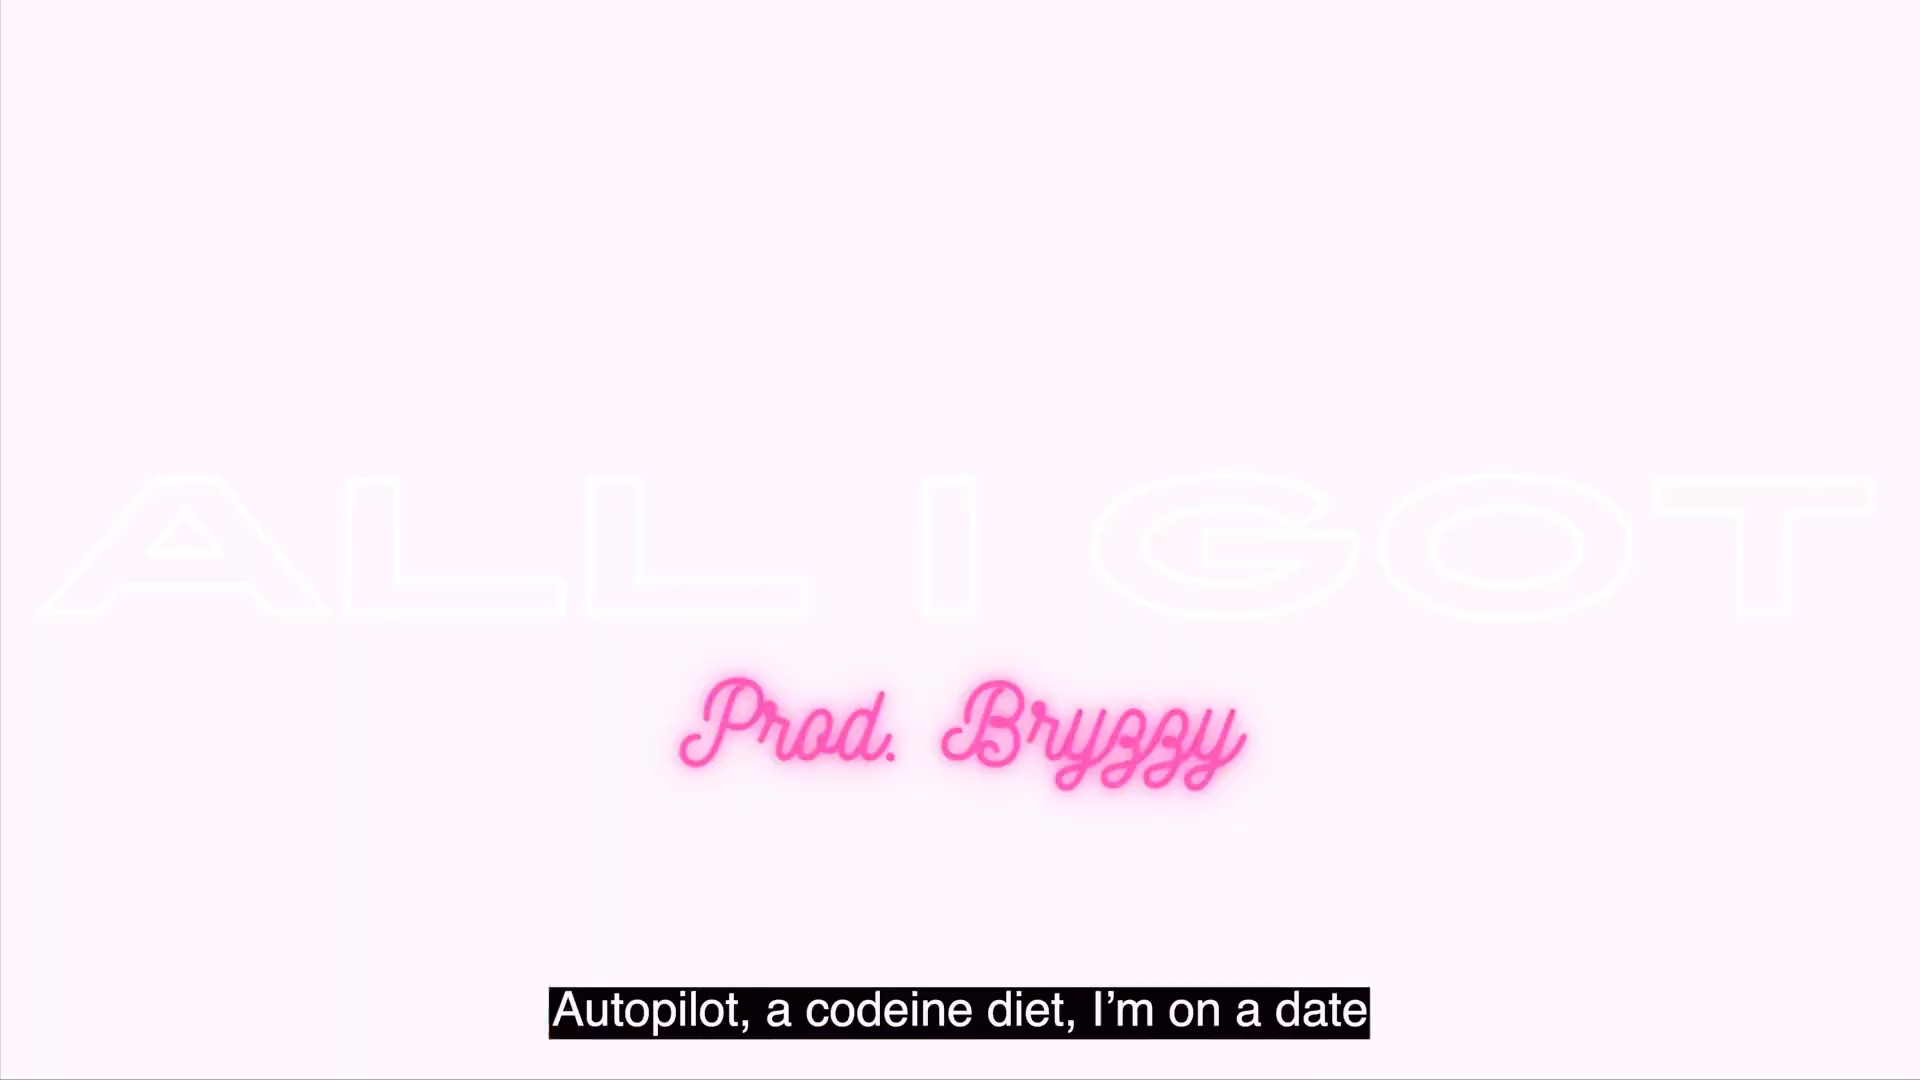 ALL I GOT
Prod. Bryzzy
Autopilot, a codeine diet, I’m on a date